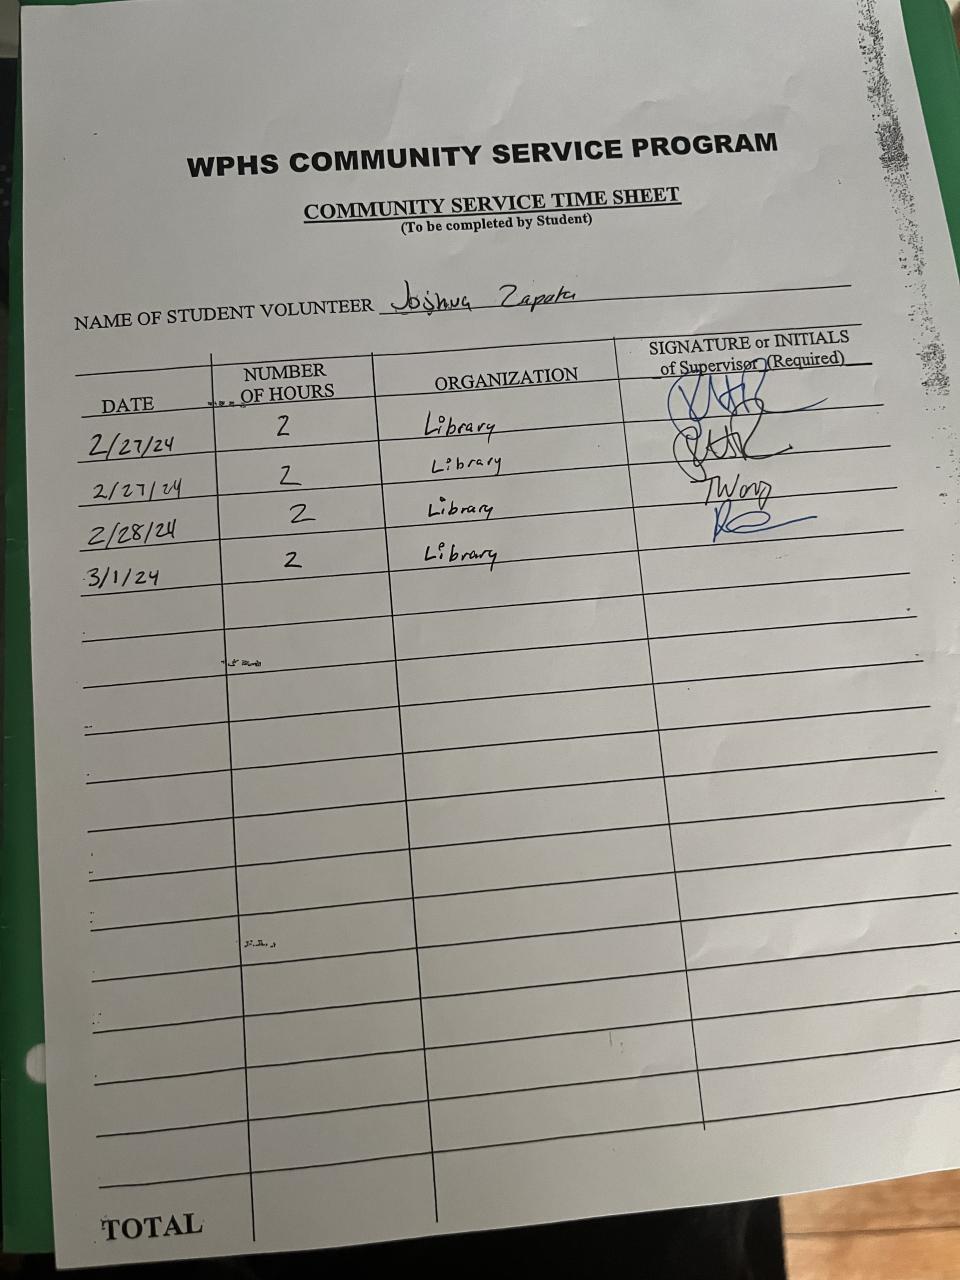 WPHS COMMUNITY SERVICE PROGRAM
COMMUNITY SERVICE TIME SHEET
(To be completed by Student)
NAME OF STUDENT VOLUNTEER Joshua Zapata
DATE NUMBER OF HOURS ORGANIZATION SIGNATURE or INITIALS of Supervisor (Required)
2/27/24 2 Library
2/27/24 2 Library
2/28/24 2 Library TWong
3/1/24 2 Library
TOTAL